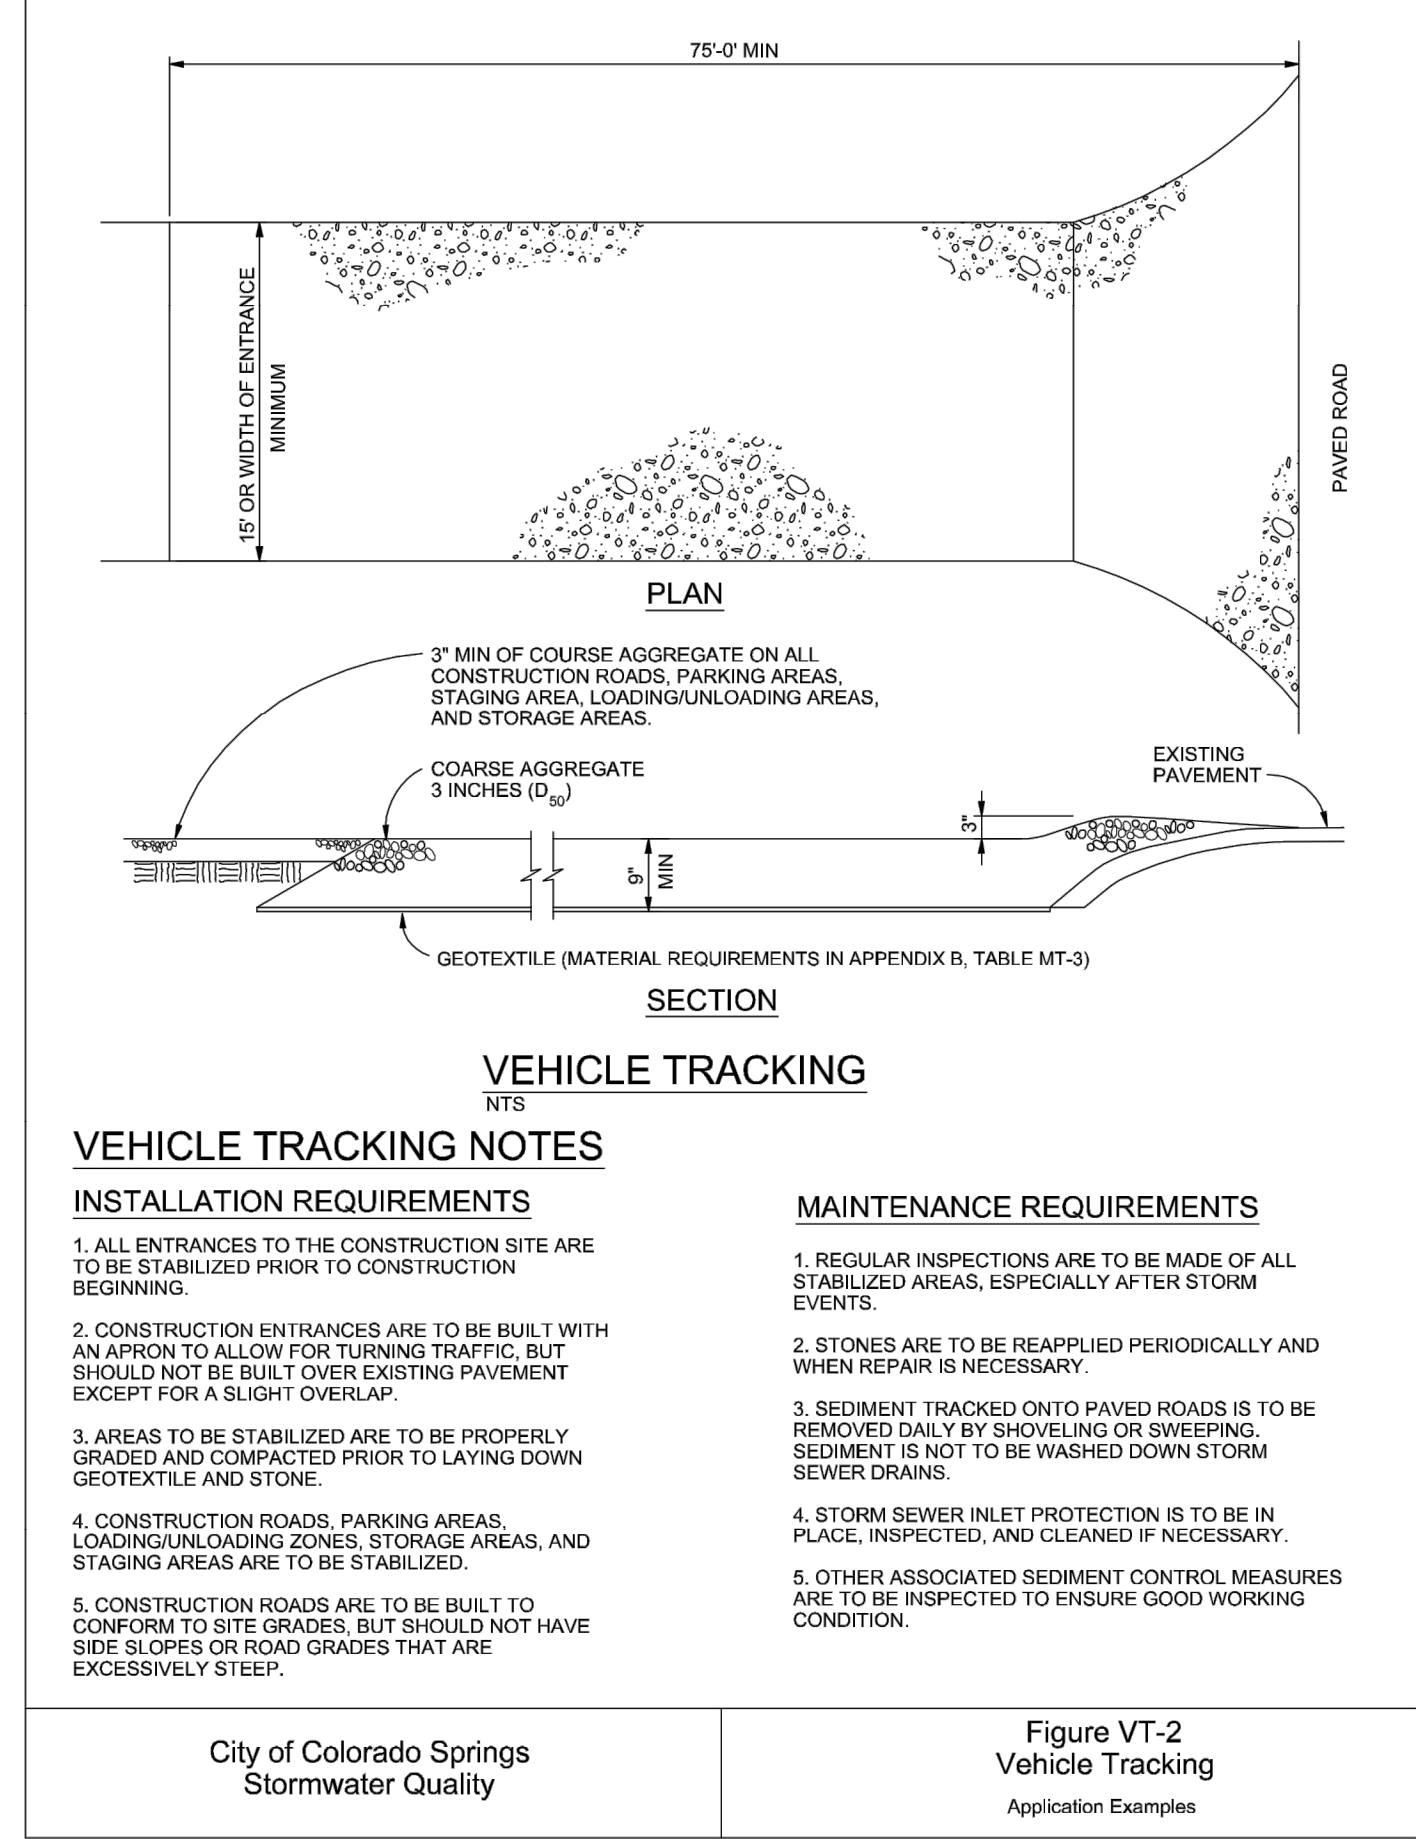 75'-0' MIN
15' OR WIDTH OF ENTRANCE
MINIMUM
PAVED ROAD
PLAN
3" MIN OF COURSE AGGREGATE ON ALL
CONSTRUCTION ROADS, PARKING AREAS,
STAGING AREA, LOADING/UNLOADING AREAS,
AND STORAGE AREAS.
COARSE AGGREGATE
3 INCHES (D50)
EXISTING
PAVEMENT
3"
9"
MIN
GEOTEXTILE (MATERIAL REQUIREMENTS IN APPENDIX B, TABLE MT-3)
SECTION
VEHICLE TRACKING
NTS
VEHICLE TRACKING NOTES
INSTALLATION REQUIREMENTS
1. ALL ENTRANCES TO THE CONSTRUCTION SITE ARE
TO BE STABILIZED PRIOR TO CONSTRUCTION
BEGINNING.
2. CONSTRUCTION ENTRANCES ARE TO BE BUILT WITH
AN APRON TO ALLOW FOR TURNING TRAFFIC, BUT
SHOULD NOT BE BUILT OVER EXISTING PAVEMENT
EXCEPT FOR A SLIGHT OVERLAP.
3. AREAS TO BE STABILIZED ARE TO BE PROPERLY
GRADED AND COMPACTED PRIOR TO LAYING DOWN
GEOTEXTILE AND STONE.
4. CONSTRUCTION ROADS, PARKING AREAS,
LOADING/UNLOADING ZONES, STORAGE AREAS, AND
STAGING AREAS ARE TO BE STABILIZED.
5. CONSTRUCTION ROADS ARE TO BE BUILT TO
CONFORM TO SITE GRADES, BUT SHOULD NOT HAVE
SIDE SLOPES OR ROAD GRADES THAT ARE
EXCESSIVELY STEEP.
MAINTENANCE REQUIREMENTS
1. REGULAR INSPECTIONS ARE TO BE MADE OF ALL
STABILIZED AREAS, ESPECIALLY AFTER STORM
EVENTS.
2. STONES ARE TO BE REAPPLIED PERIODICALLY AND
WHEN REPAIR IS NECESSARY.
3. SEDIMENT TRACKED ONTO PAVED ROADS IS TO BE
REMOVED DAILY BY SHOVELING OR SWEEPING.
SEDIMENT IS NOT TO BE WASHED DOWN STORM
SEWER DRAINS.
4. STORM SEWER INLET PROTECTION IS TO BE IN
PLACE, INSPECTED, AND CLEANED IF NECESSARY.
5. OTHER ASSOCIATED SEDIMENT CONTROL MEASURES
ARE TO BE INSPECTED TO ENSURE GOOD WORKING
CONDITION.
City of Colorado Springs
Stormwater Quality
Figure VT-2
Vehicle Tracking
Application Examples